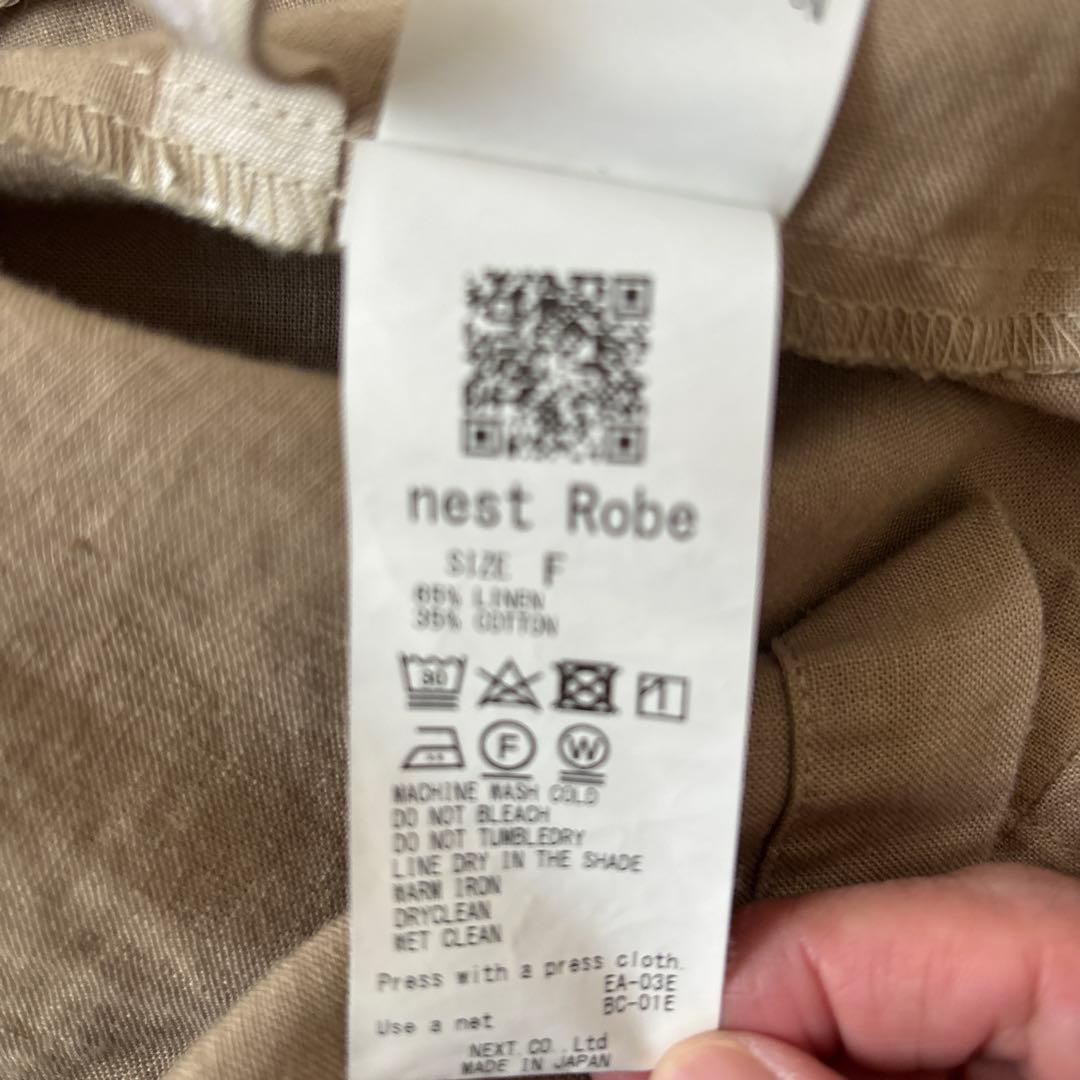 nest Robe
SIZE F
65% LINEN
35% COTTON
30
F W
MACHINE WASH COLD
DO NOT BLEACH
DO NOT TUMBLEDRY
LINE DRY IN THE SHADE
WARM IRON
DRYCLEAN
WET CLEAN
Press with a press cloth.
EA-03E
BC-01E
Use a net
NEXT.CO.,Ltd
MADE IN JAPAN